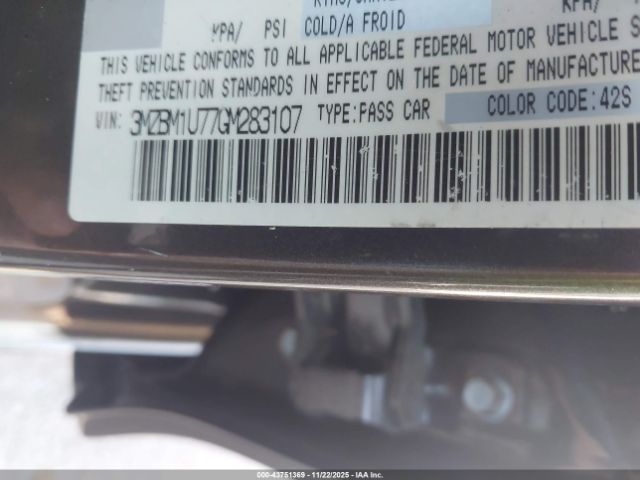 KPA/ PSI COLD/A FROID KPA/
THIS VEHICLE CONFORMS TO ALL APPLICABLE FEDERAL MOTOR VEHICLE S
THEFT PREVENTION STANDARDS IN EFFECT ON THE DATE OF MANUFACTURE
VIN: 3MZBM1U77GM283107 TYPE:PASS CAR COLOR CODE:42S
000-43751369 - 11/22/2025 - IAA Inc.